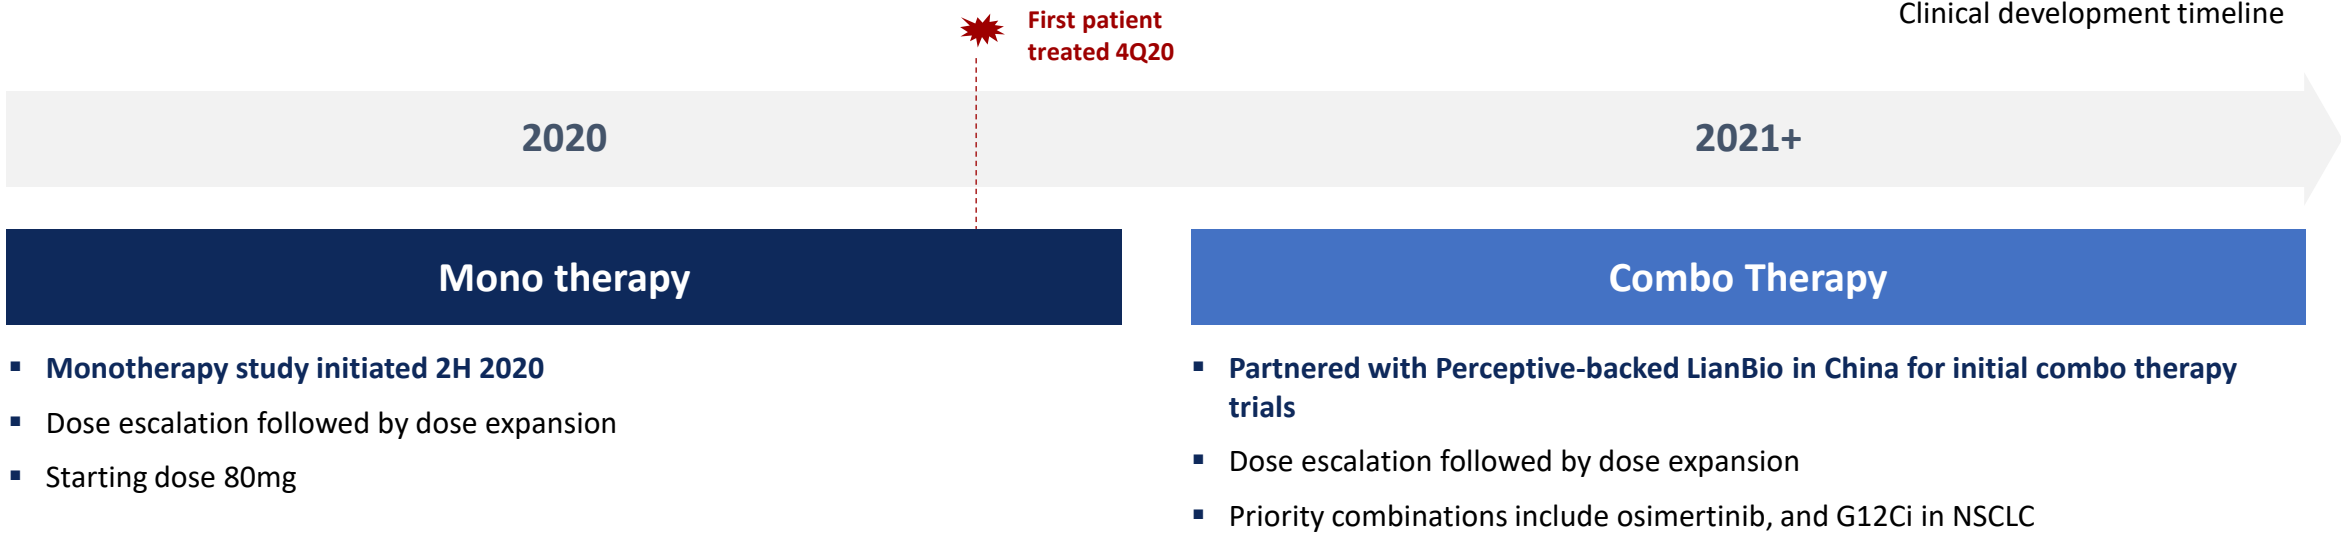 Clinical development timeline
First patient
treated 4Q20
2020
2021+
Mono therapy
▪ Monotherapy study initiated 2H 2020
▪ Dose escalation followed by dose expansion
▪ Starting dose 80mg
Combo Therapy
▪ Partnered with Perceptive-backed LianBio in China for initial combo therapy
trials
▪ Dose escalation followed by dose expansion
▪ Priority combinations include osimertinib, and G12Ci in NSCLC